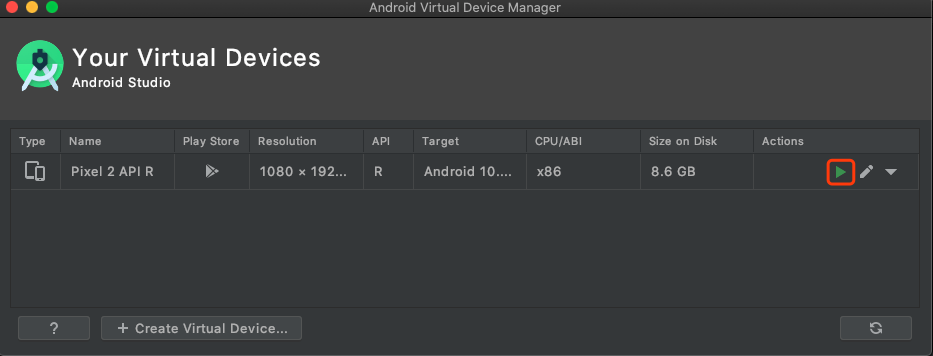 Android Virtual Device Manager
Your Virtual Devices
Android Studio
Type Name Play Store Resolution API Target CPU/ABI Size on Disk Actions
Pixel 2 API R 1080 × 192... R Android 10.... x86 8.6 GB
? + Create Virtual Device...